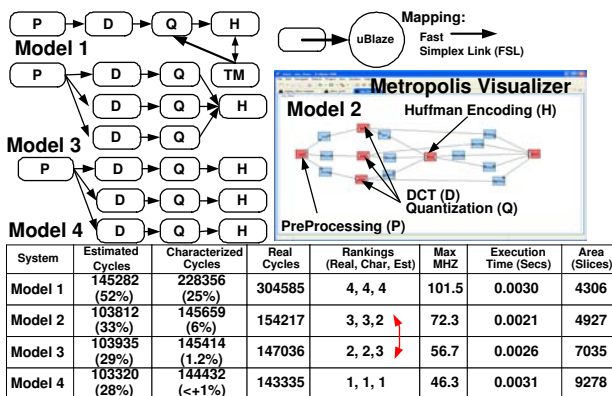 P D Q H
Model 1
TM
P D Q
D Q H
D Q
Model 3
P D Q H
D Q H
D Q H
Model 4
uBlaze
Mapping:
Fast
Simplex Link (FSL)
Metropolis Visualizer
Model 2
Huffman Encoding (H)
DCT (D)
Quantization (Q)
PreProcessing (P)
System Estimated Cycles Characterized Cycles Real Cycles Rankings (Real, Char, Est) Max MHZ Execution Time (Secs) Area (Slices)
Model 1 145282 (52%) 228356 (25%) 304585 4, 4, 4 101.5 0.0030 4306
Model 2 103812 (33%) 145659 (6%) 154217 3, 3,2 72.3 0.0021 4927
Model 3 103935 (29%) 145414 (1.2%) 147036 2, 2,3 56.7 0.0026 7035
Model 4 103320 (28%) 144432 (<+1%) 143335 1, 1, 1 46.3 0.0031 9278